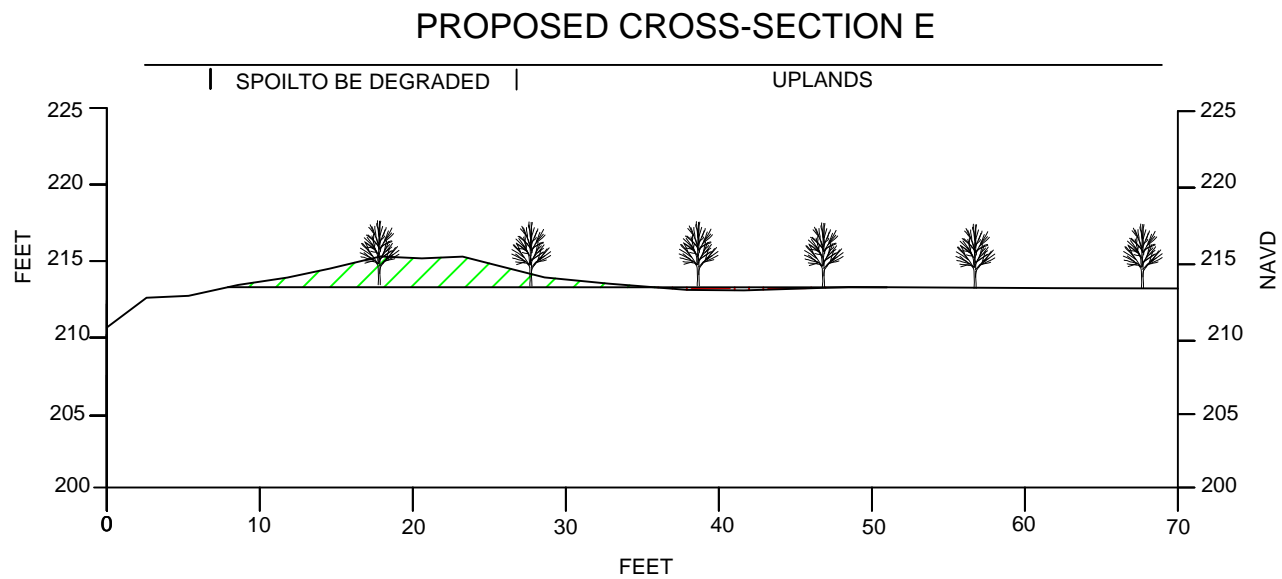 PROPOSED CROSS-SECTION E
| SPOILTO BE DEGRADED | UPLANDS
225 225
220 220
215 215
FEET NAVD
210 210
205 205
200 200
0 10 20 30 40 50 60 70
FEET